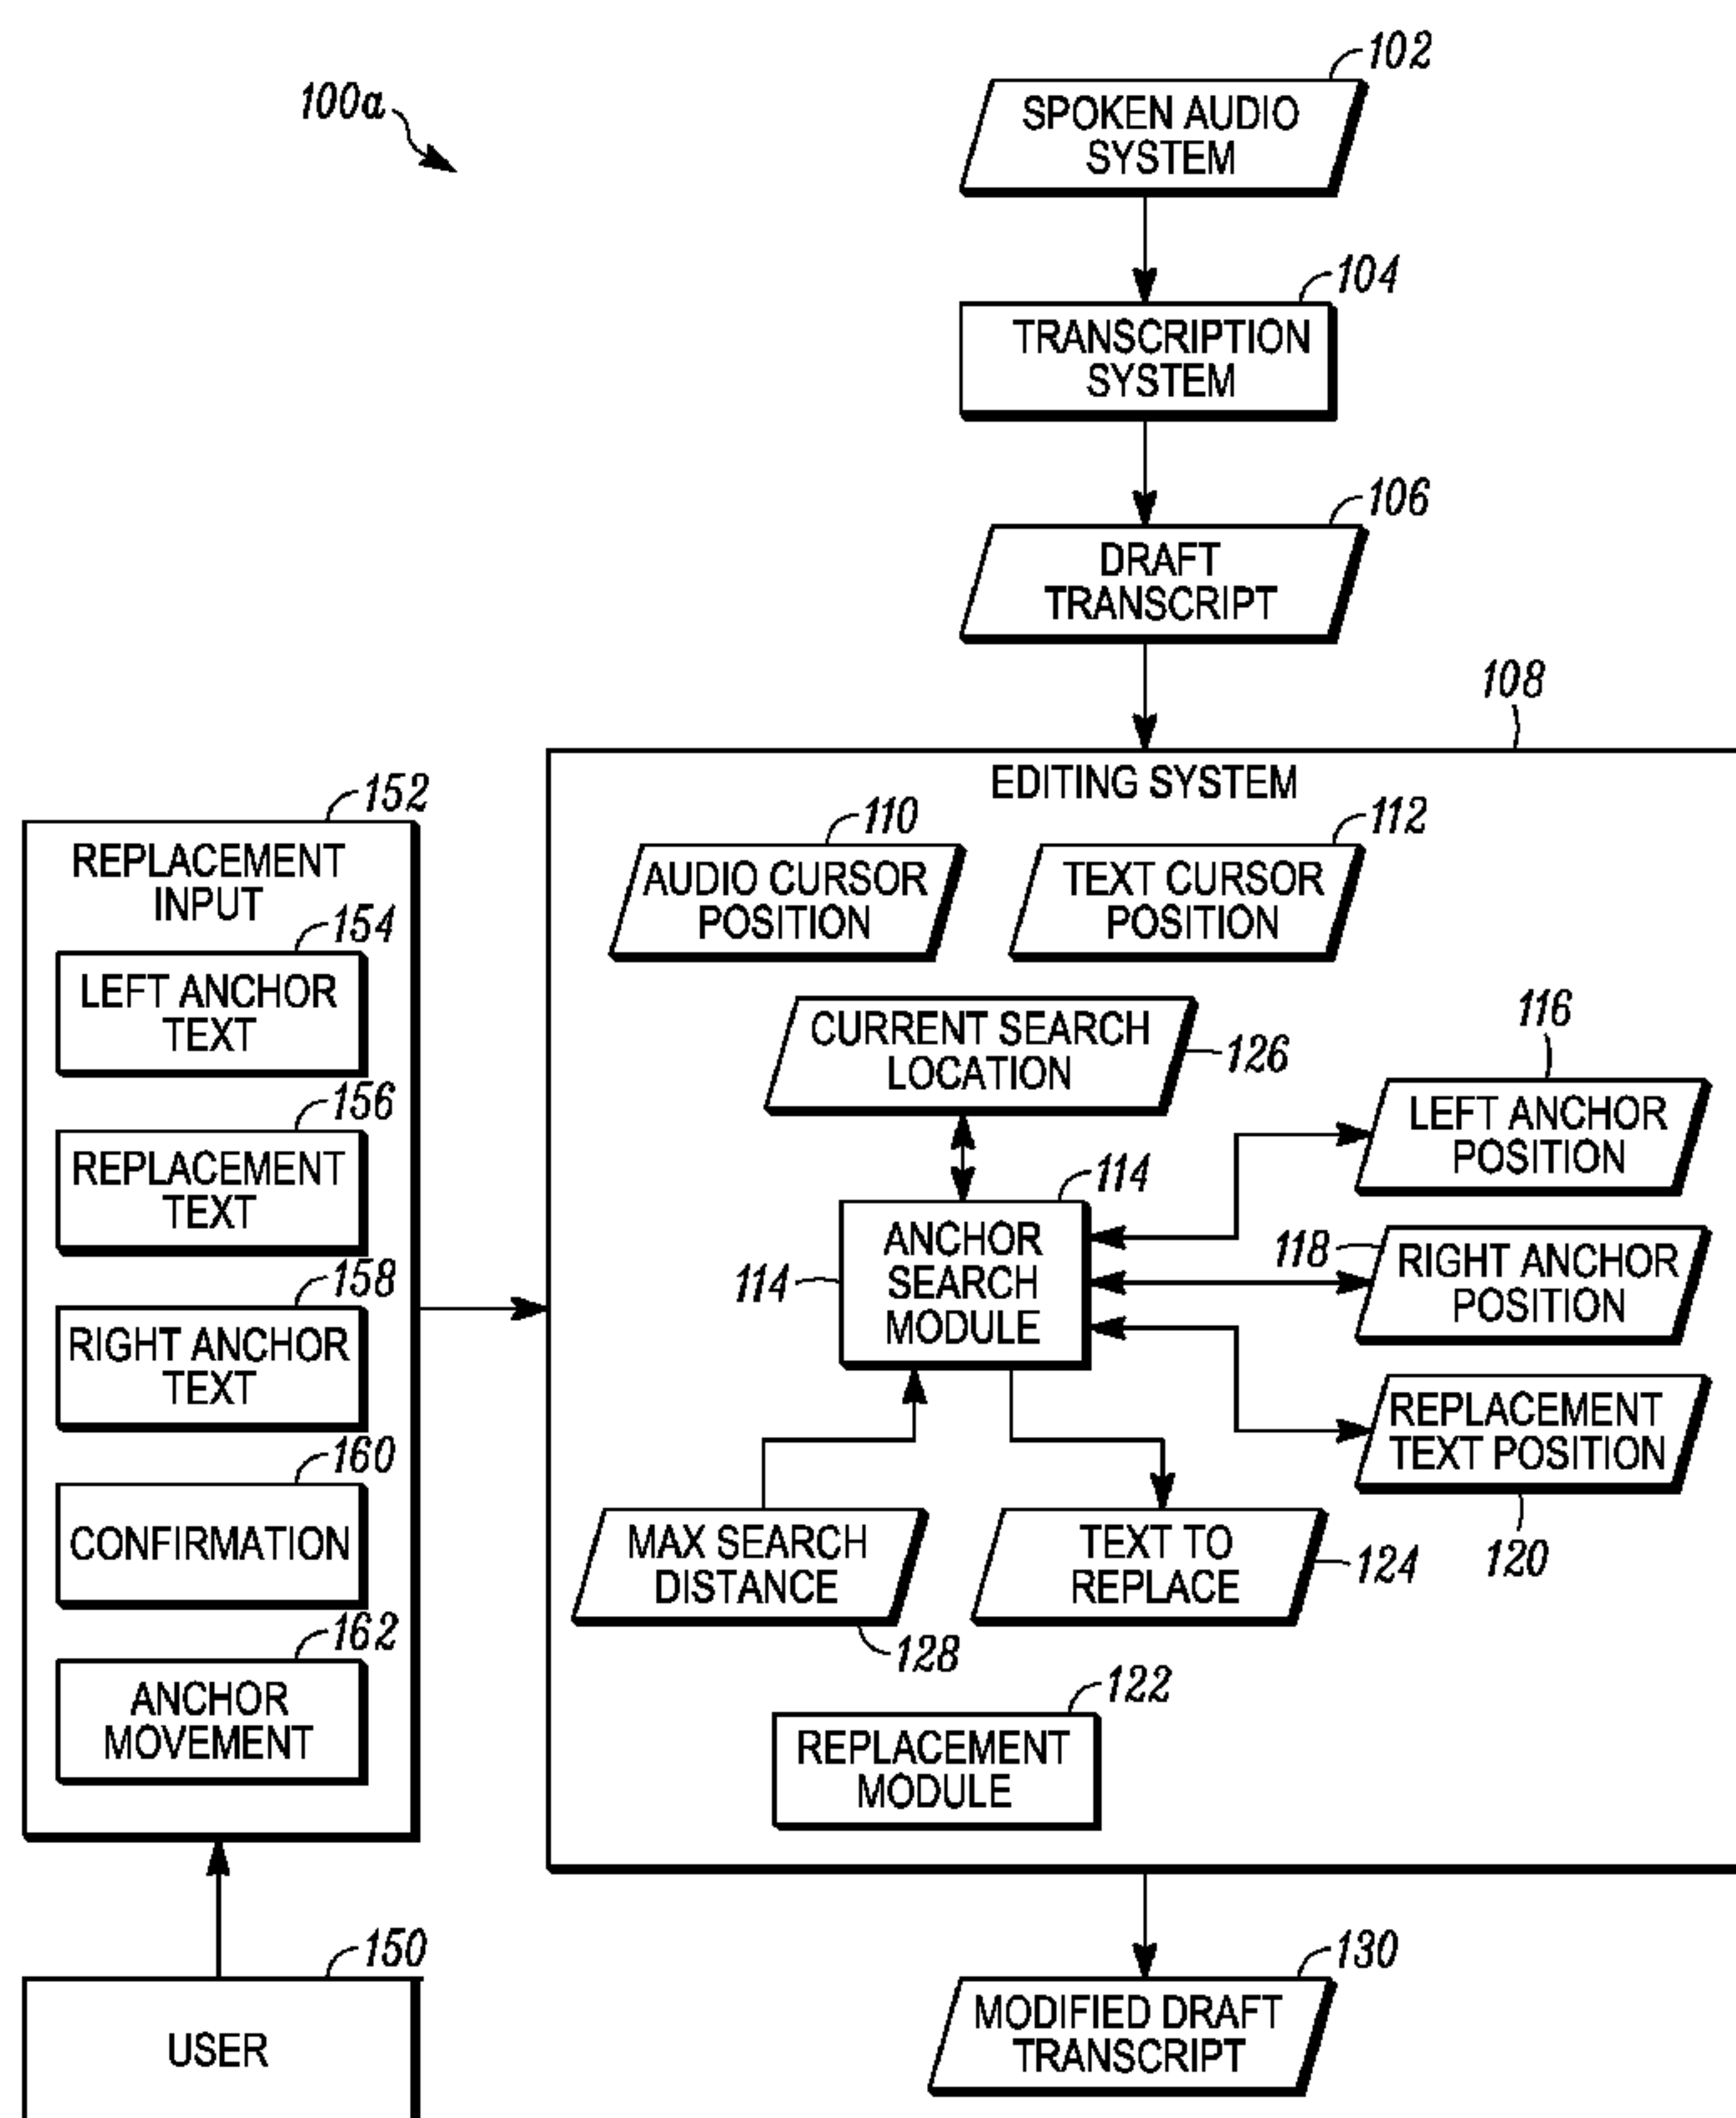 100a
102
SPOKEN AUDIO
SYSTEM
104
TRANSCRIPTION
SYSTEM
106
DRAFT
TRANSCRIPT
108
EDITING SYSTEM
110
AUDIO CURSOR
POSITION
112
TEXT CURSOR
POSITION
CURRENT SEARCH
LOCATION
126
116
LEFT ANCHOR
POSITION
114
ANCHOR
SEARCH
MODULE
114
118
RIGHT ANCHOR
POSITION
REPLACEMENT
TEXT POSITION
120
MAX SEARCH
DISTANCE
128
TEXT TO
REPLACE
124
122
REPLACEMENT
MODULE
152
REPLACEMENT
INPUT
154
LEFT ANCHOR
TEXT
156
REPLACEMENT
TEXT
158
RIGHT ANCHOR
TEXT
160
CONFIRMATION
162
ANCHOR
MOVEMENT
150
USER
130
MODIFIED DRAFT
TRANSCRIPT